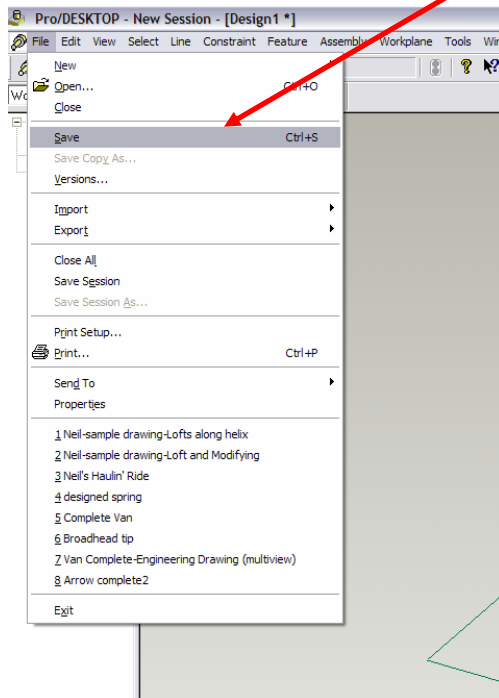 Pro/DESKTOP - New Session - [Design1 *]
File Edit View Select Line Constraint Feature Assembly Workplane Tools
New
Open...
Close
Save Ctrl+S
Save Copy As...
Versions...
Import
Export
Close All
Save Session
Save Session As...
Print Setup...
Print... Ctrl+P
Send To
Properties
1 Neil-sample drawing-Lofts along helix
2 Neil-sample drawing-Loft and Modifying
3 Neil's Haulin' Ride
4 designed spring
5 Complete Van
6 Broadhead tip
7 Van Complete-Engineering Drawing (multiview)
8 Arrow complete2
Exit